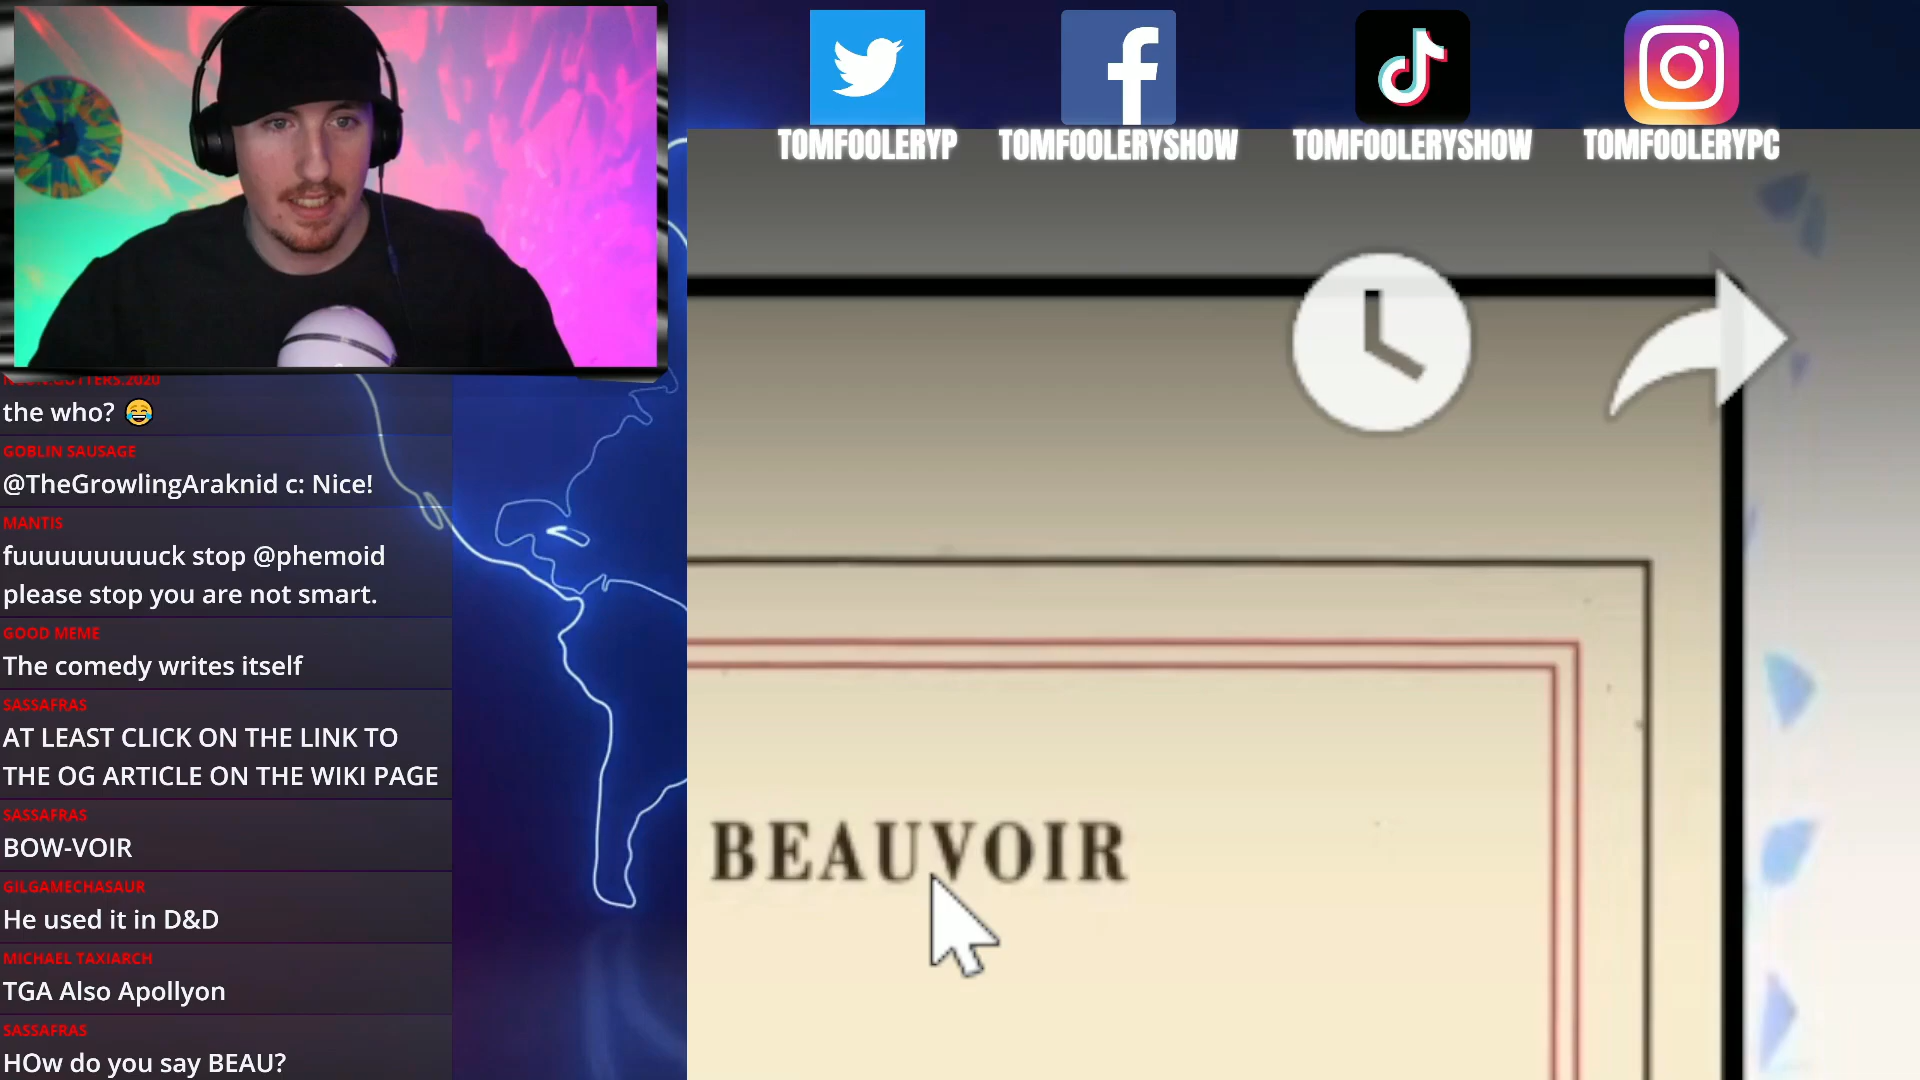 TOMFOOLERYP
TOMFOOLERYSHOW
TOMFOOLERYSHOW
TOMFOOLERYPC
the who? 😂
GOBLIN SAUSAGE
@TheGrowlingAraknid c: Nice!
MANTIS
fuuuuuuuuuck stop @phemoid
please stop you are not smart.
GOOD MEME
The comedy writes itself
SASSAFRAS
AT LEAST CLICK ON THE LINK TO
THE OG ARTICLE ON THE WIKI PAGE
SASSAFRAS
BOW-VOIR
GILGAMECHASAUR
He used it in D&D
MICHAEL TAXIARCH
TGA Also Apollyon
SASSAFRAS
HOw do you say BEAU?
BEAUVOIR